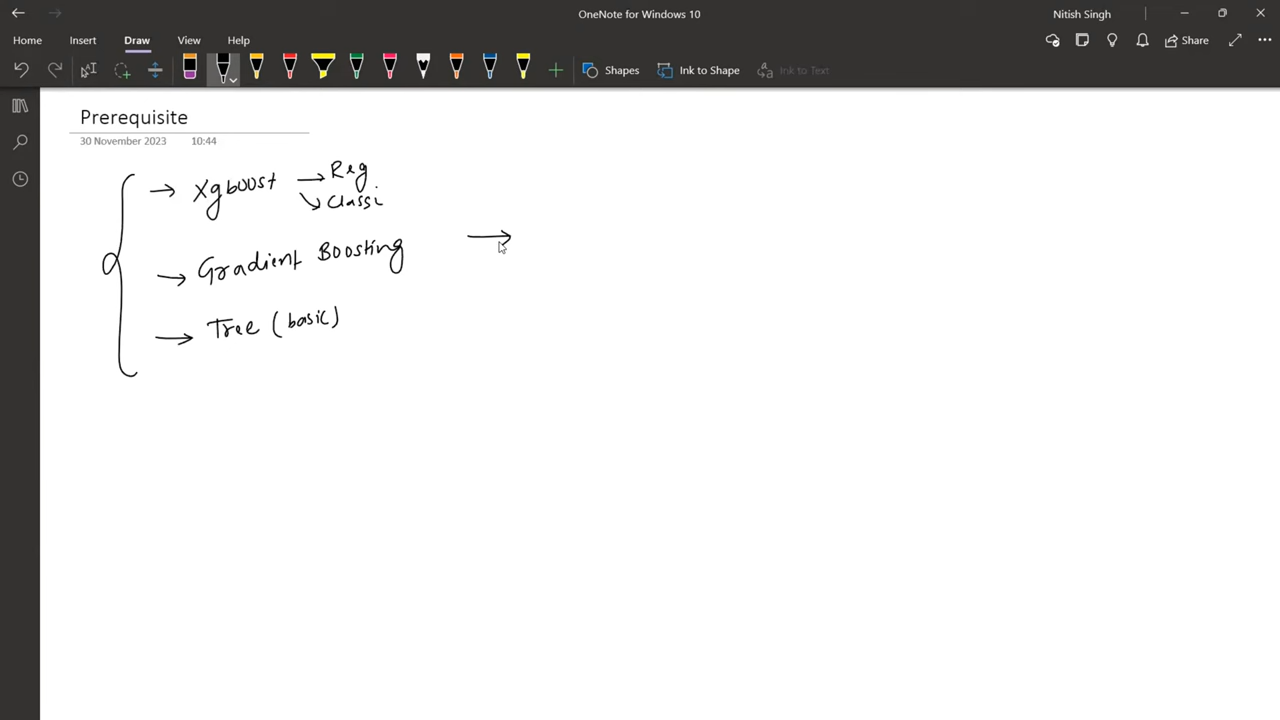 OneNote for Windows 10
Nitish Singh
Home Insert Draw View Help
Share
Shapes Ink to Shape Ink to Text
Prerequisite
30 November 2023 10:44
→ Xgboost → Reg
↘ Classi
→ Gradient Boosting →
→ Tree (basic)